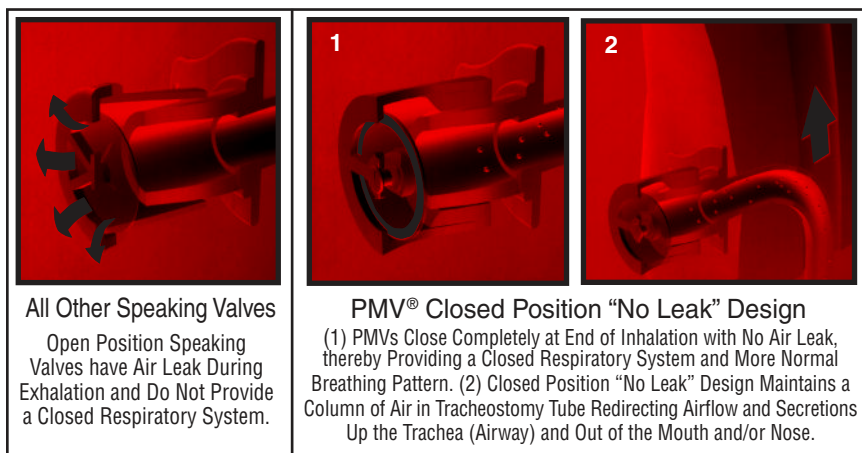 1
2
All Other Speaking Valves
Open Position Speaking
Valves have Air Leak During
Exhalation and Do Not Provide
a Closed Respiratory System.
PMV® Closed Position “No Leak” Design
(1) PMVs Close Completely at End of Inhalation with No Air Leak,
thereby Providing a Closed Respiratory System and More Normal
Breathing Pattern. (2) Closed Position “No Leak” Design Maintains a
Column of Air in Tracheostomy Tube Redirecting Airflow and Secretions
Up the Trachea (Airway) and Out of the Mouth and/or Nose.